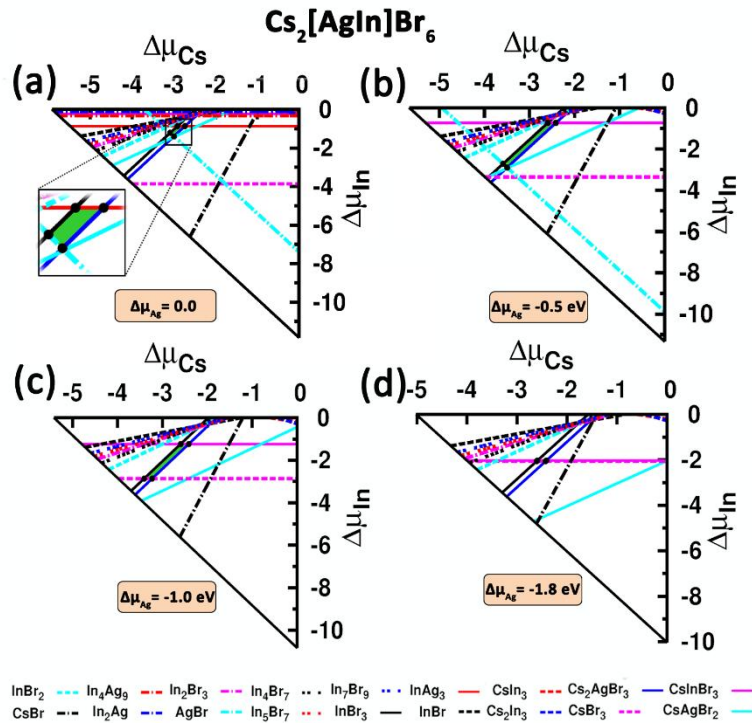 Cs2[AgIn]Br6
(a)
ΔμCs
-5 -4 -3 -2 -1 0
0
-2
-4
-6
-8
-10
ΔμIn
ΔμAg= 0.0
(b)
ΔμCs
-5 -4 -3 -2 -1 0
0
-2
-4
-6
-8
-10
ΔμIn
ΔμAg= -0.5 eV
(c)
ΔμCs
-5 -4 -3 -2 -1 0
0
-2
-4
-6
-8
-10
ΔμIn
ΔμAg= -1.0 eV
(d)
ΔμCs
-5 -4 -3 -2 -1 0
0
-2
-4
-6
-8
-10
ΔμIn
ΔμAg= -1.8 eV
InBr2 In4Ag9 In2Br3 In4Br7 In7Br9 InAg3 CsIn3 Cs2AgBr3 CsInBr3
CsBr In2Ag AgBr In5Br7 InBr3 InBr Cs2In3 CsBr3 CsAgBr2